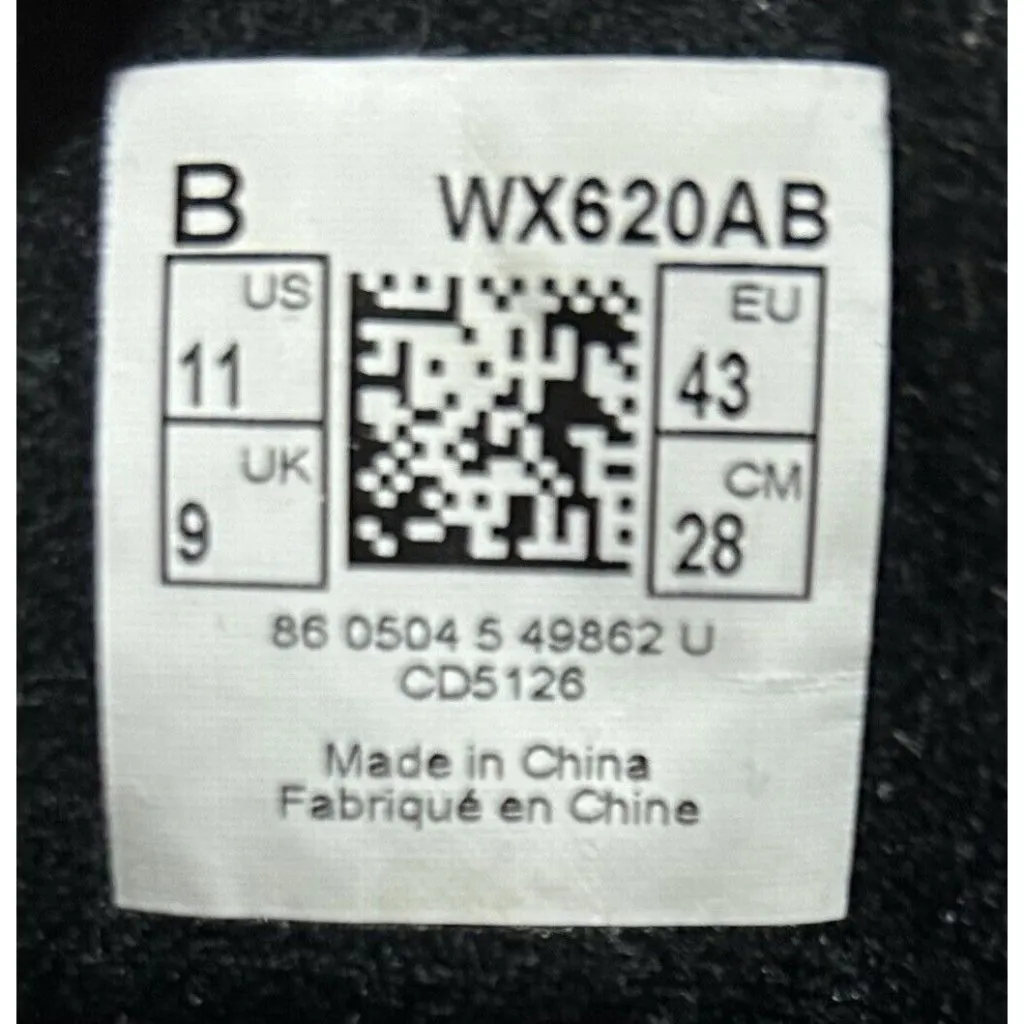 B WX620AB
US EU
11 43
UK CM
9 28
86 0504 5 49862 U
CD5126
Made in China
Fabriqué en Chine